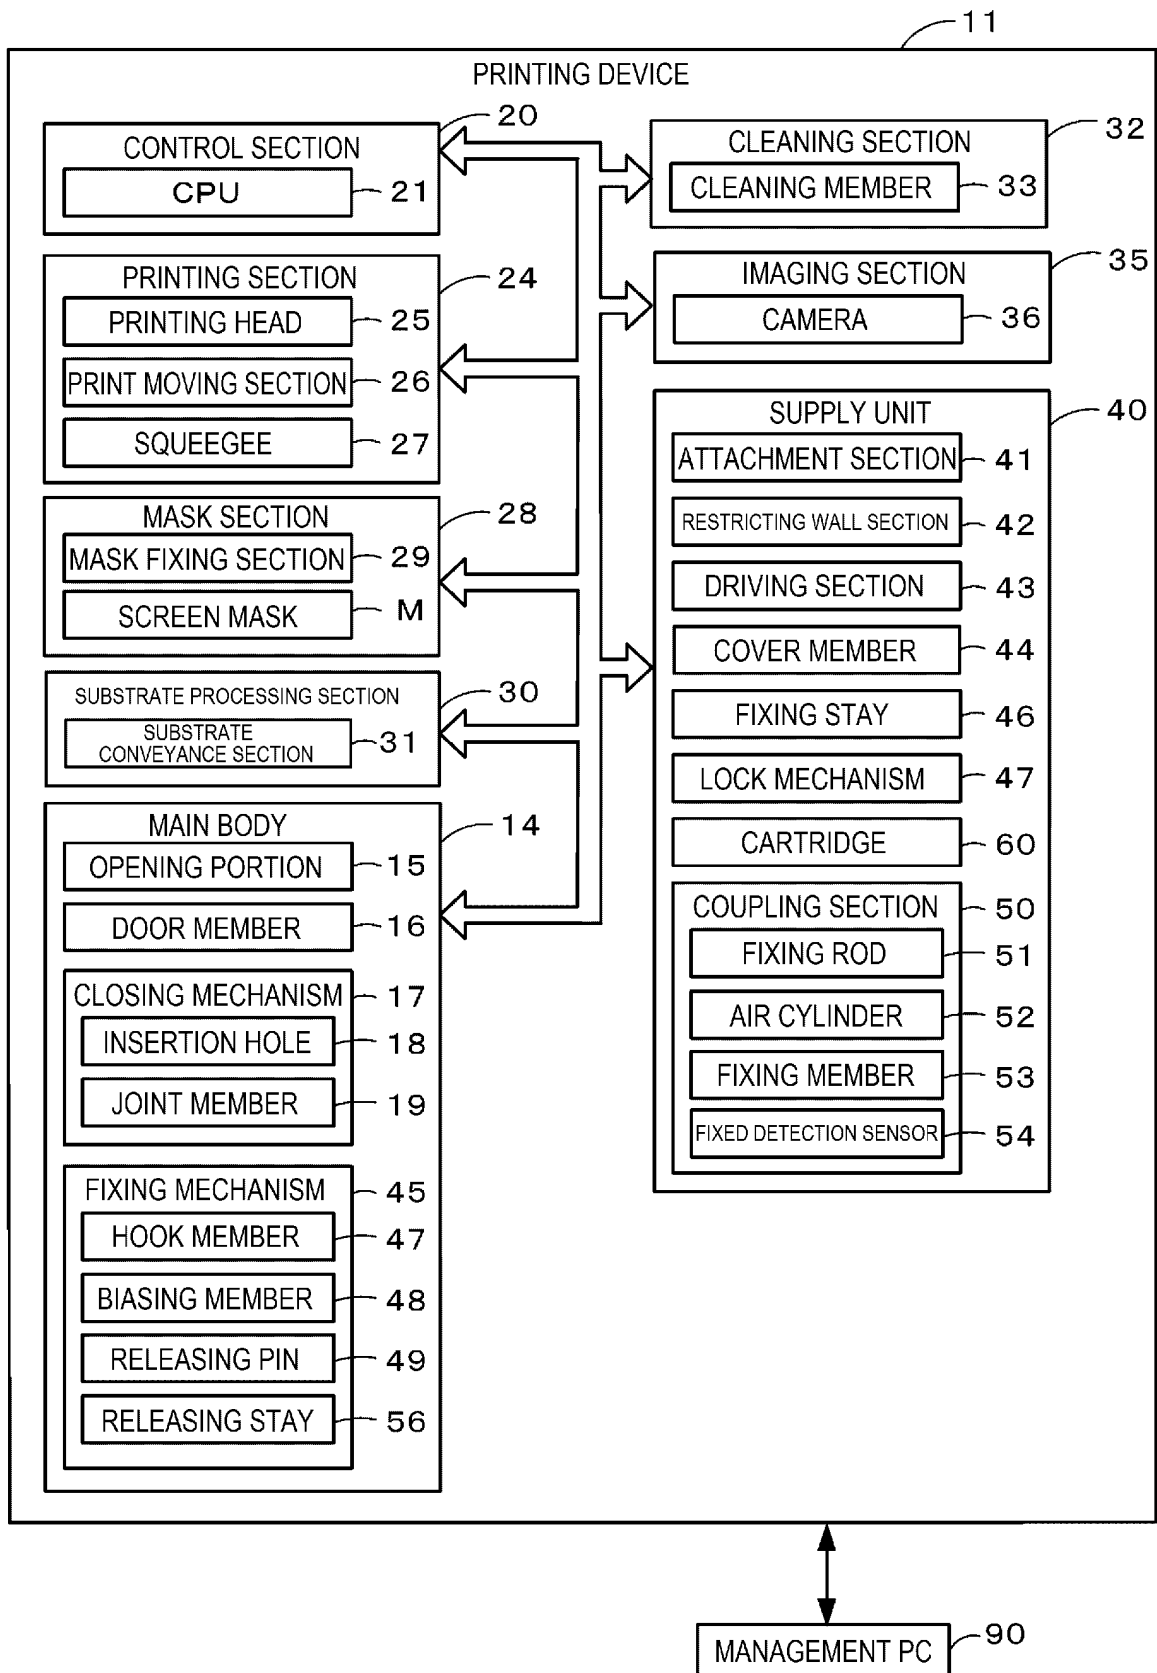 11
PRINTING DEVICE
20
CONTROL SECTION
CPU 21
PRINTING SECTION 24
PRINTING HEAD 25
PRINT MOVING SECTION 26
SQUEEGEE 27
MASK SECTION 28
MASK FIXING SECTION 29
SCREEN MASK M
SUBSTRATE PROCESSING SECTION 30
SUBSTRATE
CONVEYANCE SECTION 31
MAIN BODY 14
OPENING PORTION 15
DOOR MEMBER 16
CLOSING MECHANISM 17
INSERTION HOLE 18
JOINT MEMBER 19
FIXING MECHANISM 45
HOOK MEMBER 47
BIASING MEMBER 48
RELEASING PIN 49
RELEASING STAY 56
CLEANING SECTION 32
CLEANING MEMBER 33
IMAGING SECTION 35
CAMERA 36
SUPPLY UNIT 40
ATTACHMENT SECTION 41
RESTRICTING WALL SECTION 42
DRIVING SECTION 43
COVER MEMBER 44
FIXING STAY 46
LOCK MECHANISM 47
CARTRIDGE 60
COUPLING SECTION 50
FIXING ROD 51
AIR CYLINDER 52
FIXING MEMBER 53
FIXED DETECTION SENSOR 54
MANAGEMENT PC 90